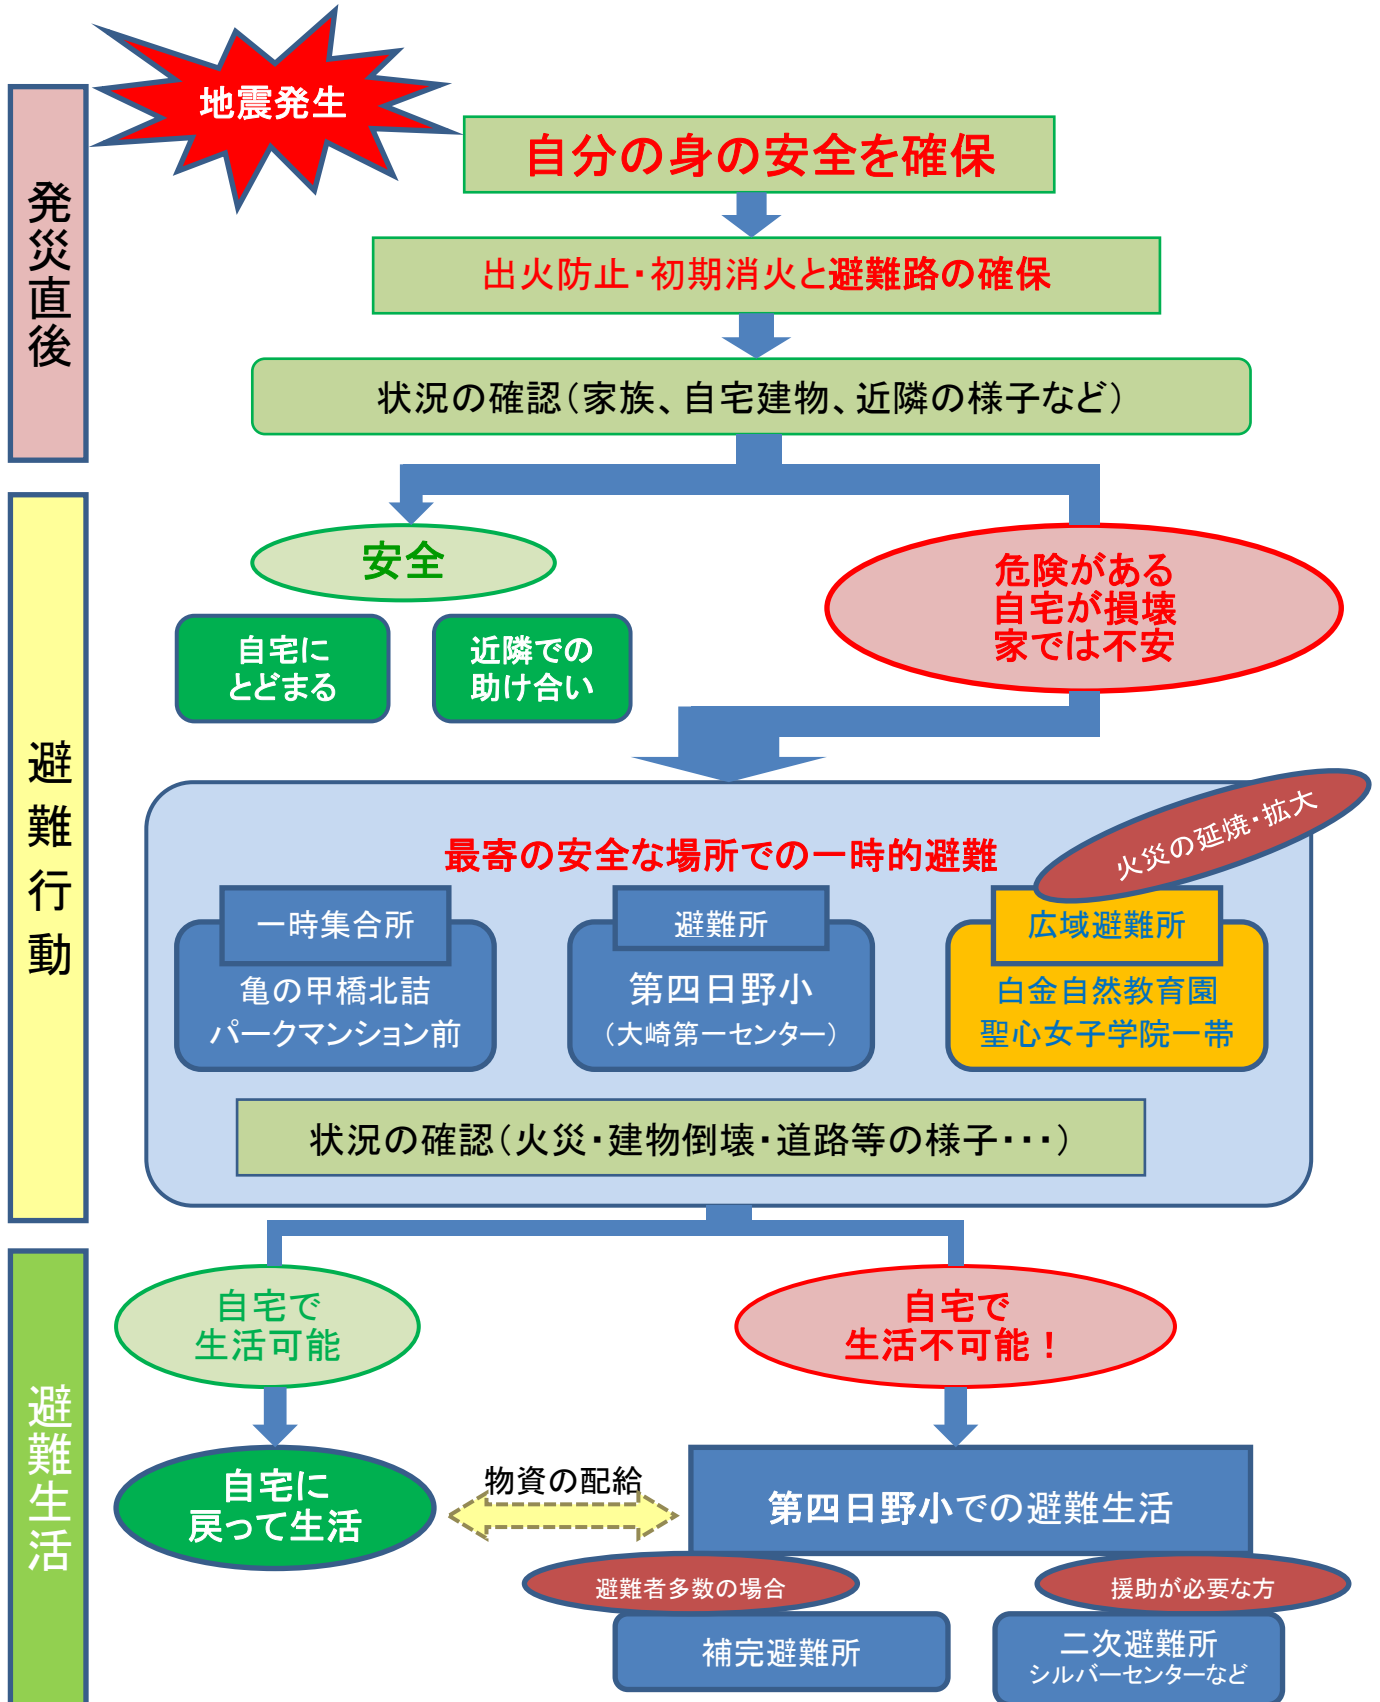 地震発生
発災直後
自分の身の安全を確保
出火防止・初期消火と避難路の確保
状況の確認（家族、自宅建物、近隣の様子など）
避難行動
安全
自宅に
とどまる
近隣での
助け合い
危険がある
自宅が損壊
家では不安
火災の延焼・拡大
最寄の安全な場所での一時的避難
一時集合所
亀の甲橋北詰
パークマンション前
避難所
第四日野小
（大崎第一センター）
広域避難所
白金自然教育園
聖心女子学院一帯
状況の確認（火災・建物倒壊・道路等の様子・・・）
避難生活
自宅で
生活可能
自宅で
生活不可能！
自宅に
戻って生活
物資の配給
第四日野小での避難生活
避難者多数の場合
補完避難所
援助が必要な方
二次避難所
シルバーセンターなど